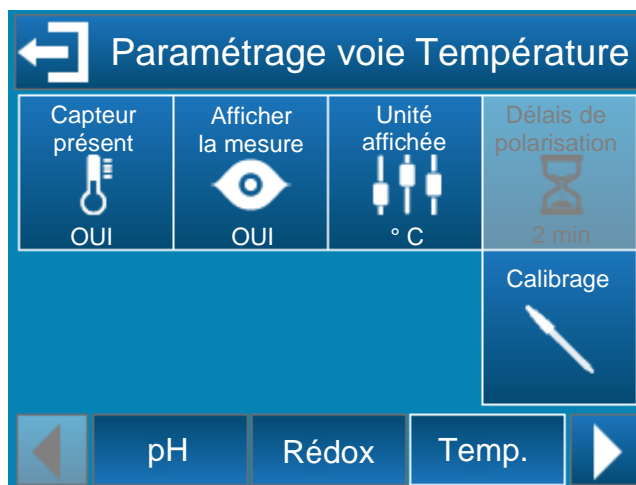 Paramétrage voie Température
Capteur
présent
OUI
Afficher
la mesure
OUI
Unité
affichée
° C
Délais de
polarisation
2 min
Calibrage
pH
Rédox
Temp.